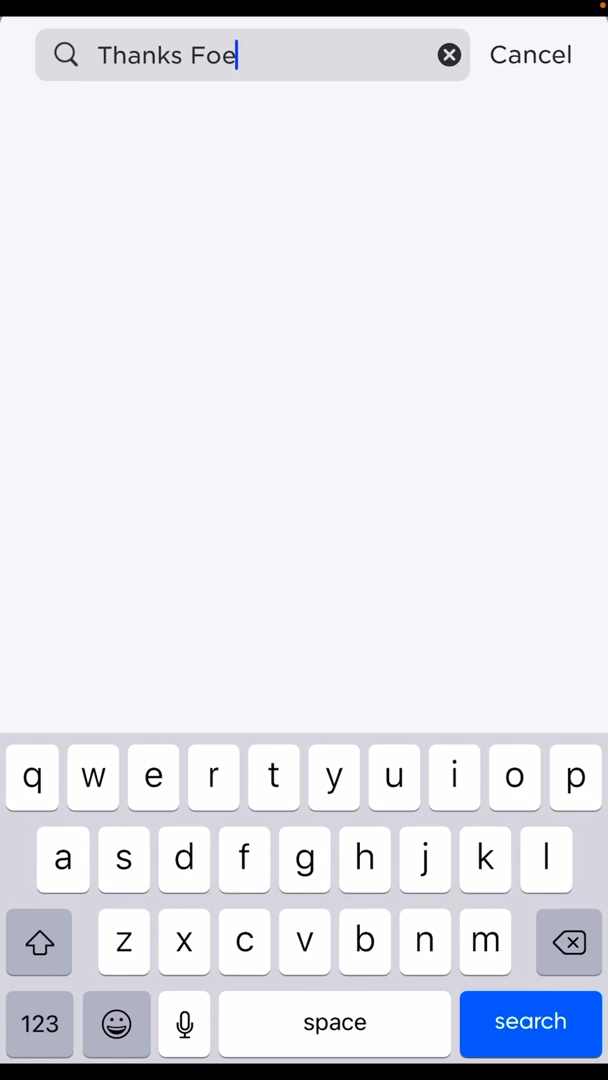 Thanks Foe Cancel
q w e r t y u i o p
a s d f g h j k l
z x c v b n m
123 space search